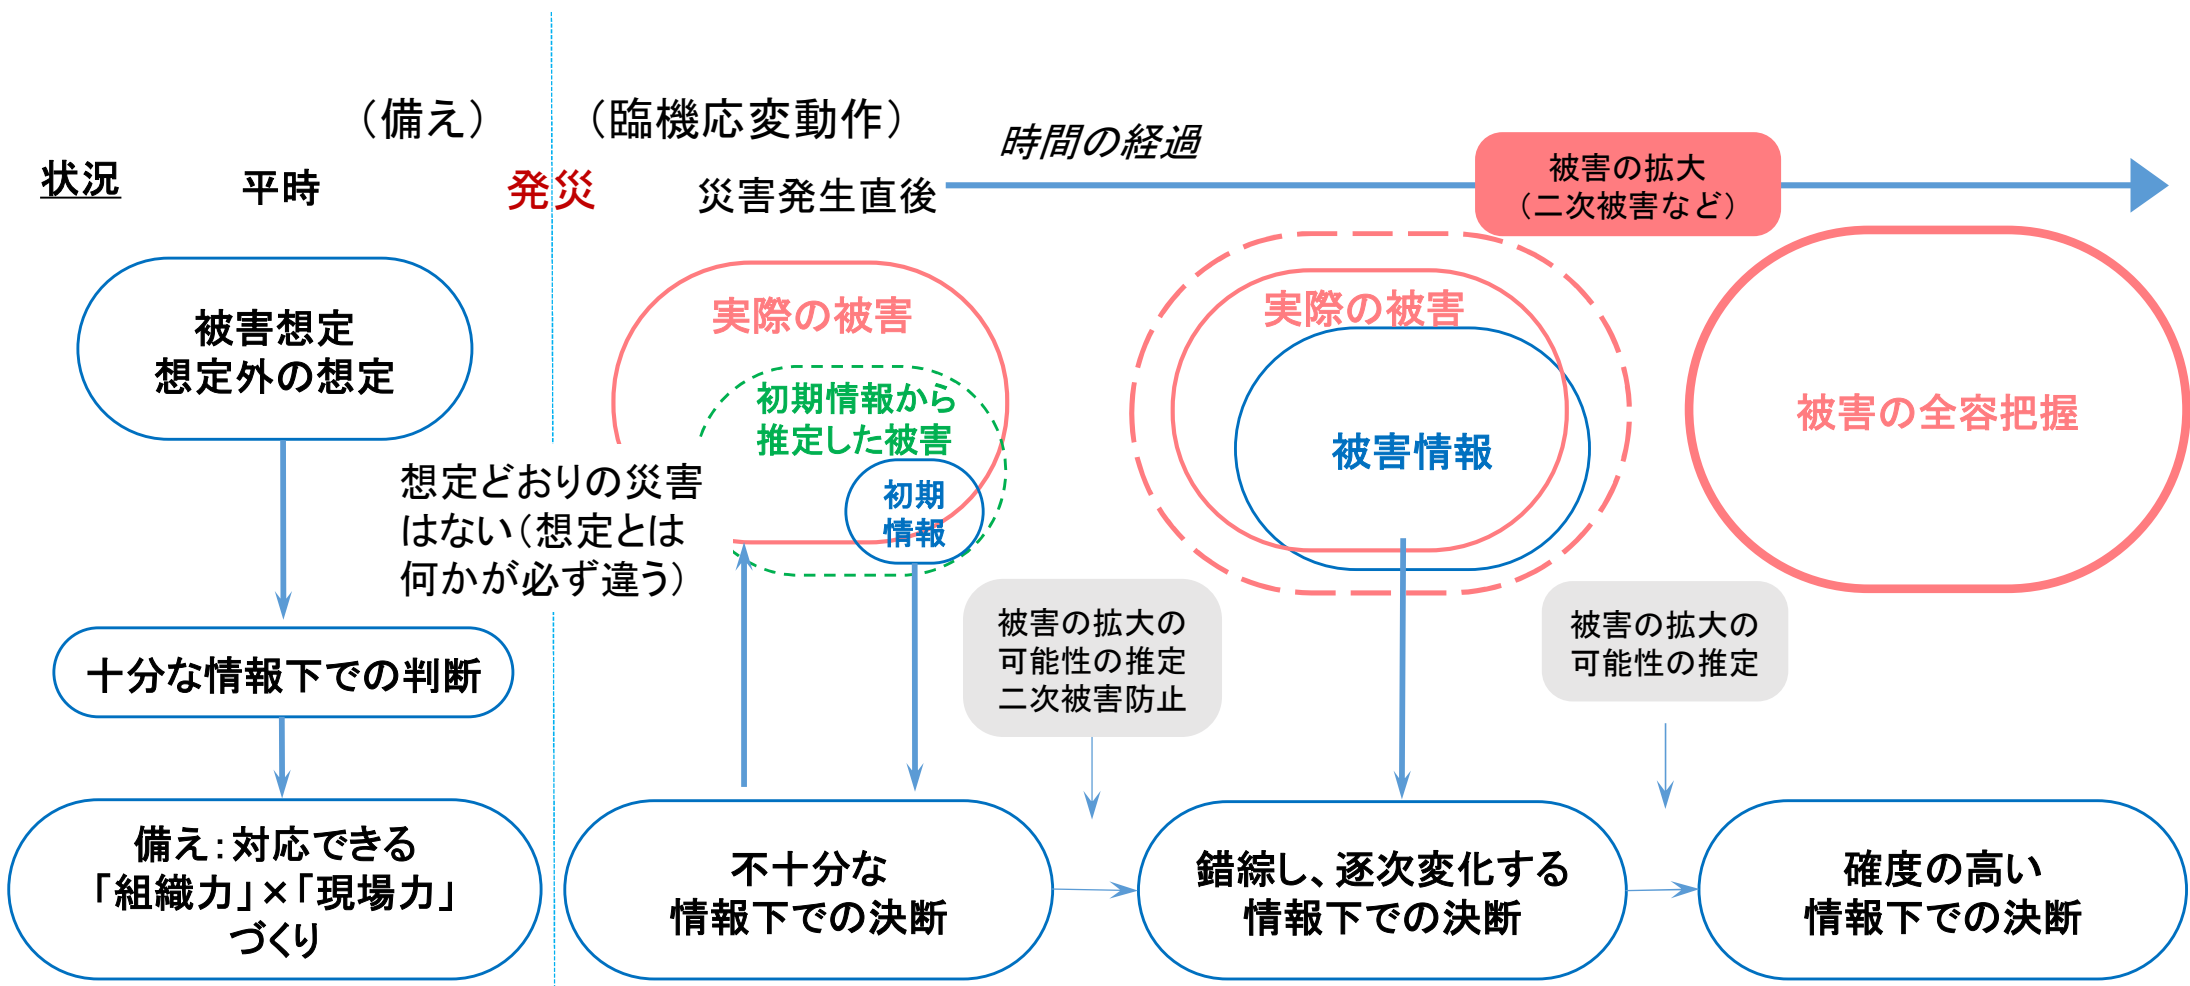 （備え）
（臨機応変動作）
時間の経過
状況
平時
発災
災害発生直後
被害の拡大
（二次被害など）
被害想定
想定外の想定
実際の被害
初期情報から
推定した被害
初期
情報
実際の被害
被害情報
被害の全容把握
想定どおりの災害
はない（想定とは
何かが必ず違う）
被害の拡大の
可能性の推定
二次被害防止
被害の拡大の
可能性の推定
十分な情報下での判断
備え：対応できる
「組織力」×「現場力」
づくり
不十分な
情報下での決断
錯綜し、逐次変化する
情報下での決断
確度の高い
情報下での決断